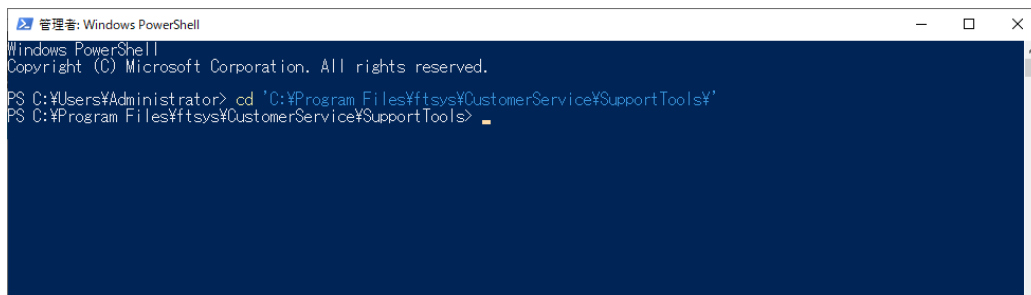 管理者: Windows PowerShell
Windows PowerShell
Copyright (C) Microsoft Corporation. All rights reserved.
PS C:¥Users¥Administrator> cd 'C:¥Program Files¥ftsys¥CustomerService¥SupportTools¥'
PS C:¥Program Files¥ftsys¥CustomerService¥SupportTools>